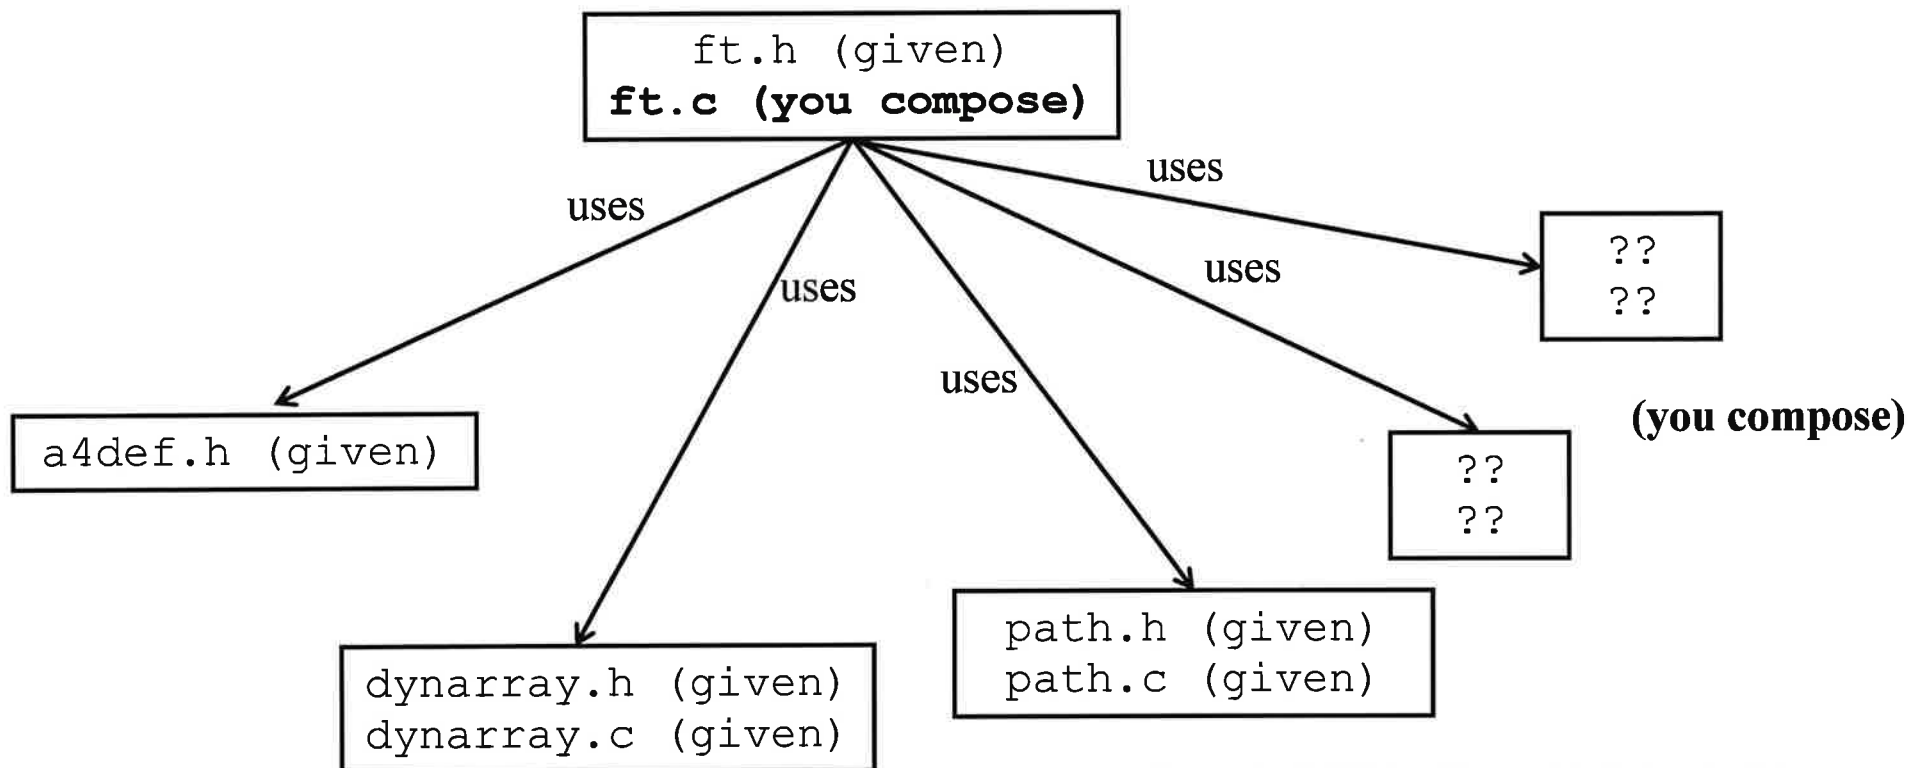 ft.h (given)
ft.c (you compose)
uses
uses
uses
uses
uses
??
??
(you compose)
a4def.h (given)
??
??
path.h (given)
path.c (given)
dynarray.h (given)
dynarray.c (given)